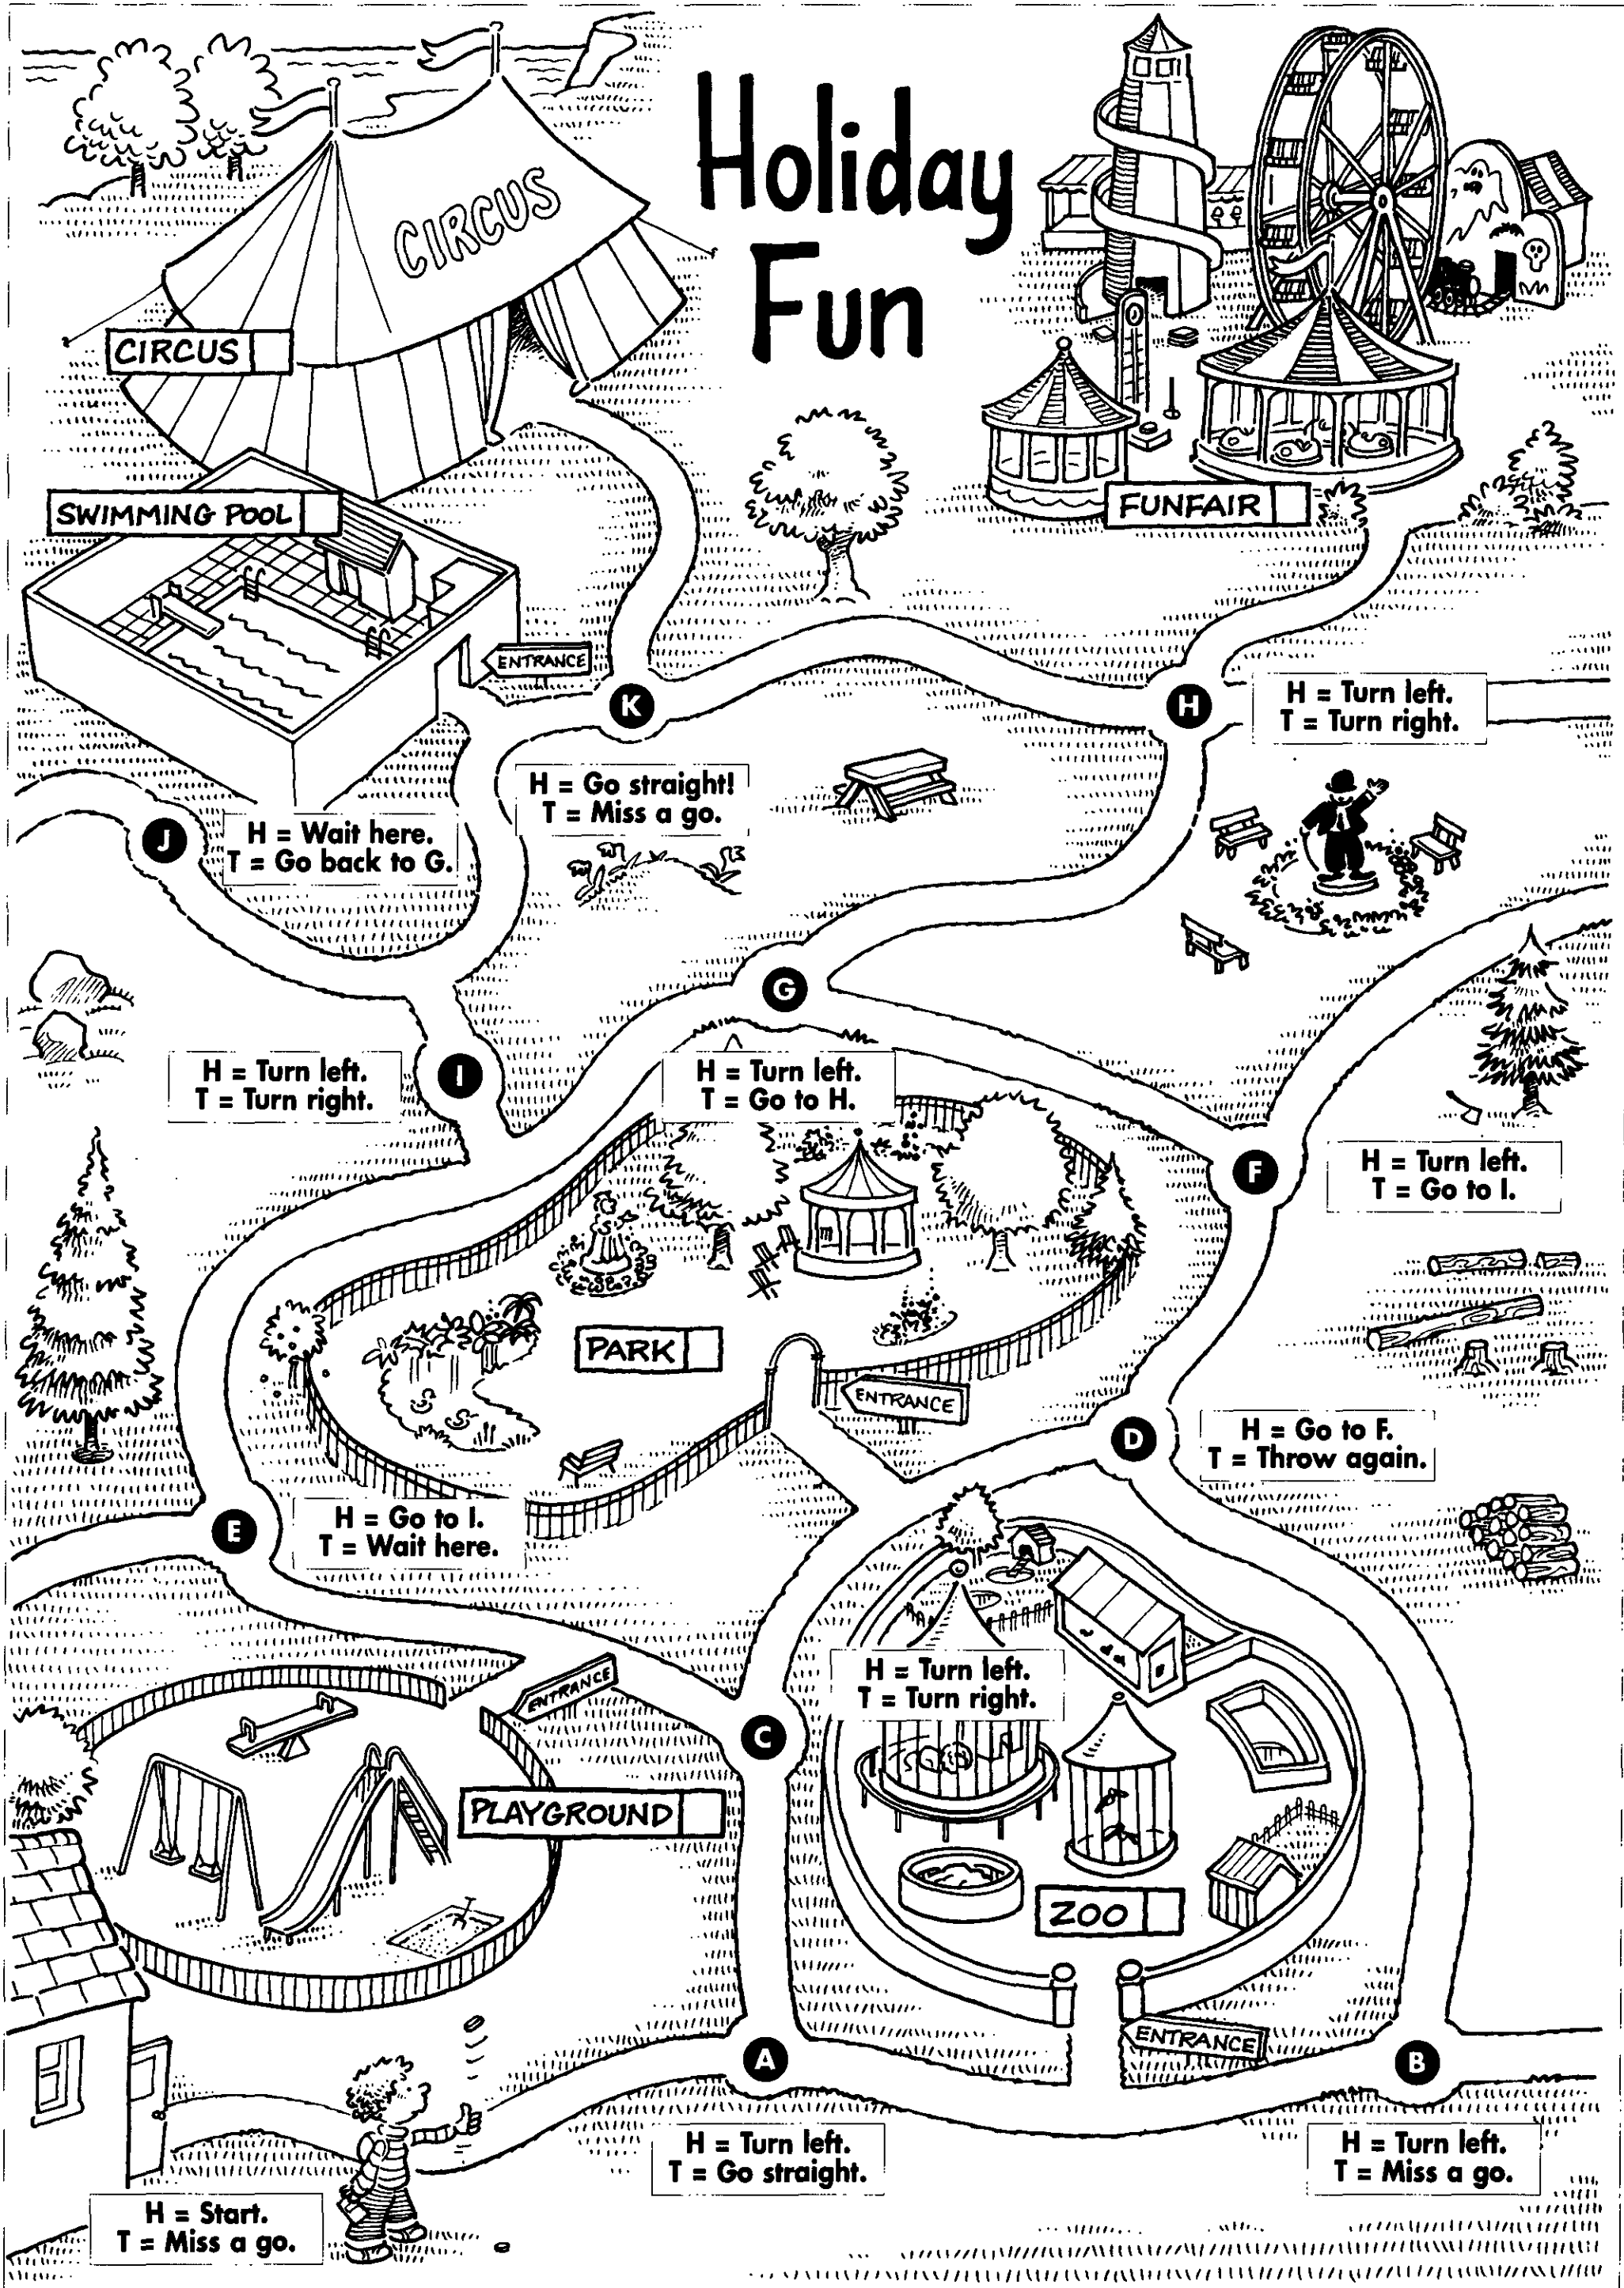 Holiday
Fun
CIRCUS
CIRCUS
SWIMMING POOL
FUNFAIR
ENTRANCE
K
H
H = Turn left.
T = Turn right.
H = Go straight!
T = Miss a go.
J
H = Wait here.
T = Go back to G.
G
I
H = Turn left.
T = Turn right.
H = Turn left.
T = Go to H.
F
H = Turn left.
T = Go to I.
PARK
ENTRANCE
D
H = Go to F.
T = Throw again.
E
H = Go to I.
T = Wait here.
ENTRANCE
H = Turn left.
T = Turn right.
C
PLAYGROUND
ZOO
ENTRANCE
A
B
H = Turn left.
T = Go straight.
H = Turn left.
T = Miss a go.
H = Start.
T = Miss a go.